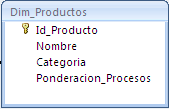 Dim_Productos
Id_Producto
Nombre
Categoria
Ponderacion_Procesos